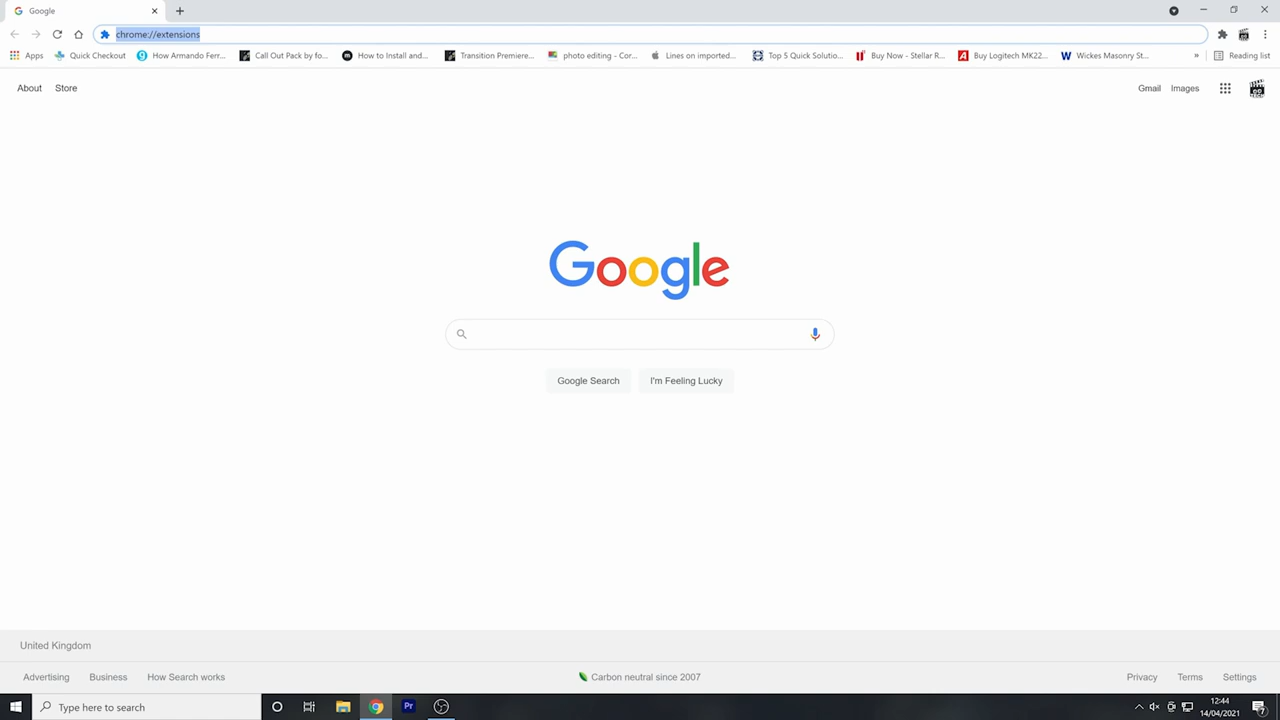 Google
chrome://extensions
Apps
Quick Checkout
How Armando Ferr...
Call Out Pack by fo...
How to Install and...
Transition Premiere...
photo editing - Cor...
Lines on imported...
Top 5 Quick Solutio...
Buy Now - Stellar R...
Buy Logitech MK22...
Wickes Masonry St...
»
Reading list
About
Store
Gmail
Images
Google
Google Search
I'm Feeling Lucky
United Kingdom
Advertising
Business
How Search works
Carbon neutral since 2007
Privacy
Terms
Settings
Type here to search
Pr
12:44
14/04/2021
7